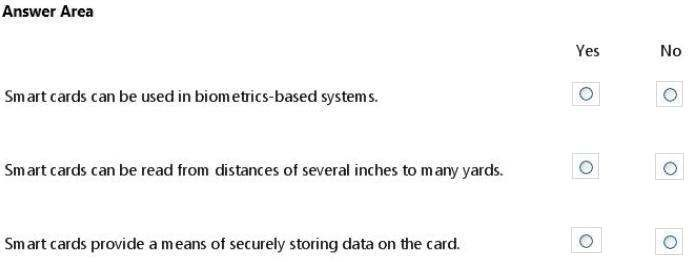 Answer Area
Yes No
Smart cards can be used in biometrics-based systems.
Smart cards can be read from distances of several inches to many yards.
Smart cards provide a means of securely storing data on the card.